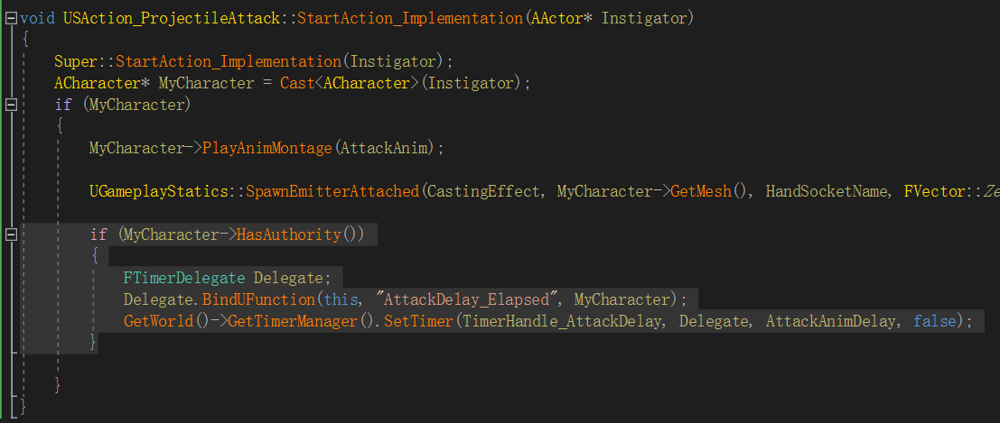 void USAction_ProjectileAttack::StartAction_Implementation(AActor* Instigator)
{
Super::StartAction_Implementation(Instigator);
ACharacter* MyCharacter = Cast<ACharacter>(Instigator);
if (MyCharacter)
{
MyCharacter->PlayAnimMontage(AttackAnim);
UGameplayStatics::SpawnEmitterAttached(CastingEffect, MyCharacter->GetMesh(), HandSocketName, FVector::Ze
if (MyCharacter->HasAuthority())
{
FTimerDelegate Delegate;
Delegate.BindUFunction(this, "AttackDelay_Elapsed", MyCharacter);
GetWorld()->GetTimerManager().SetTimer(TimerHandle_AttackDelay, Delegate, AttackAnimDelay, false);
}
}
}